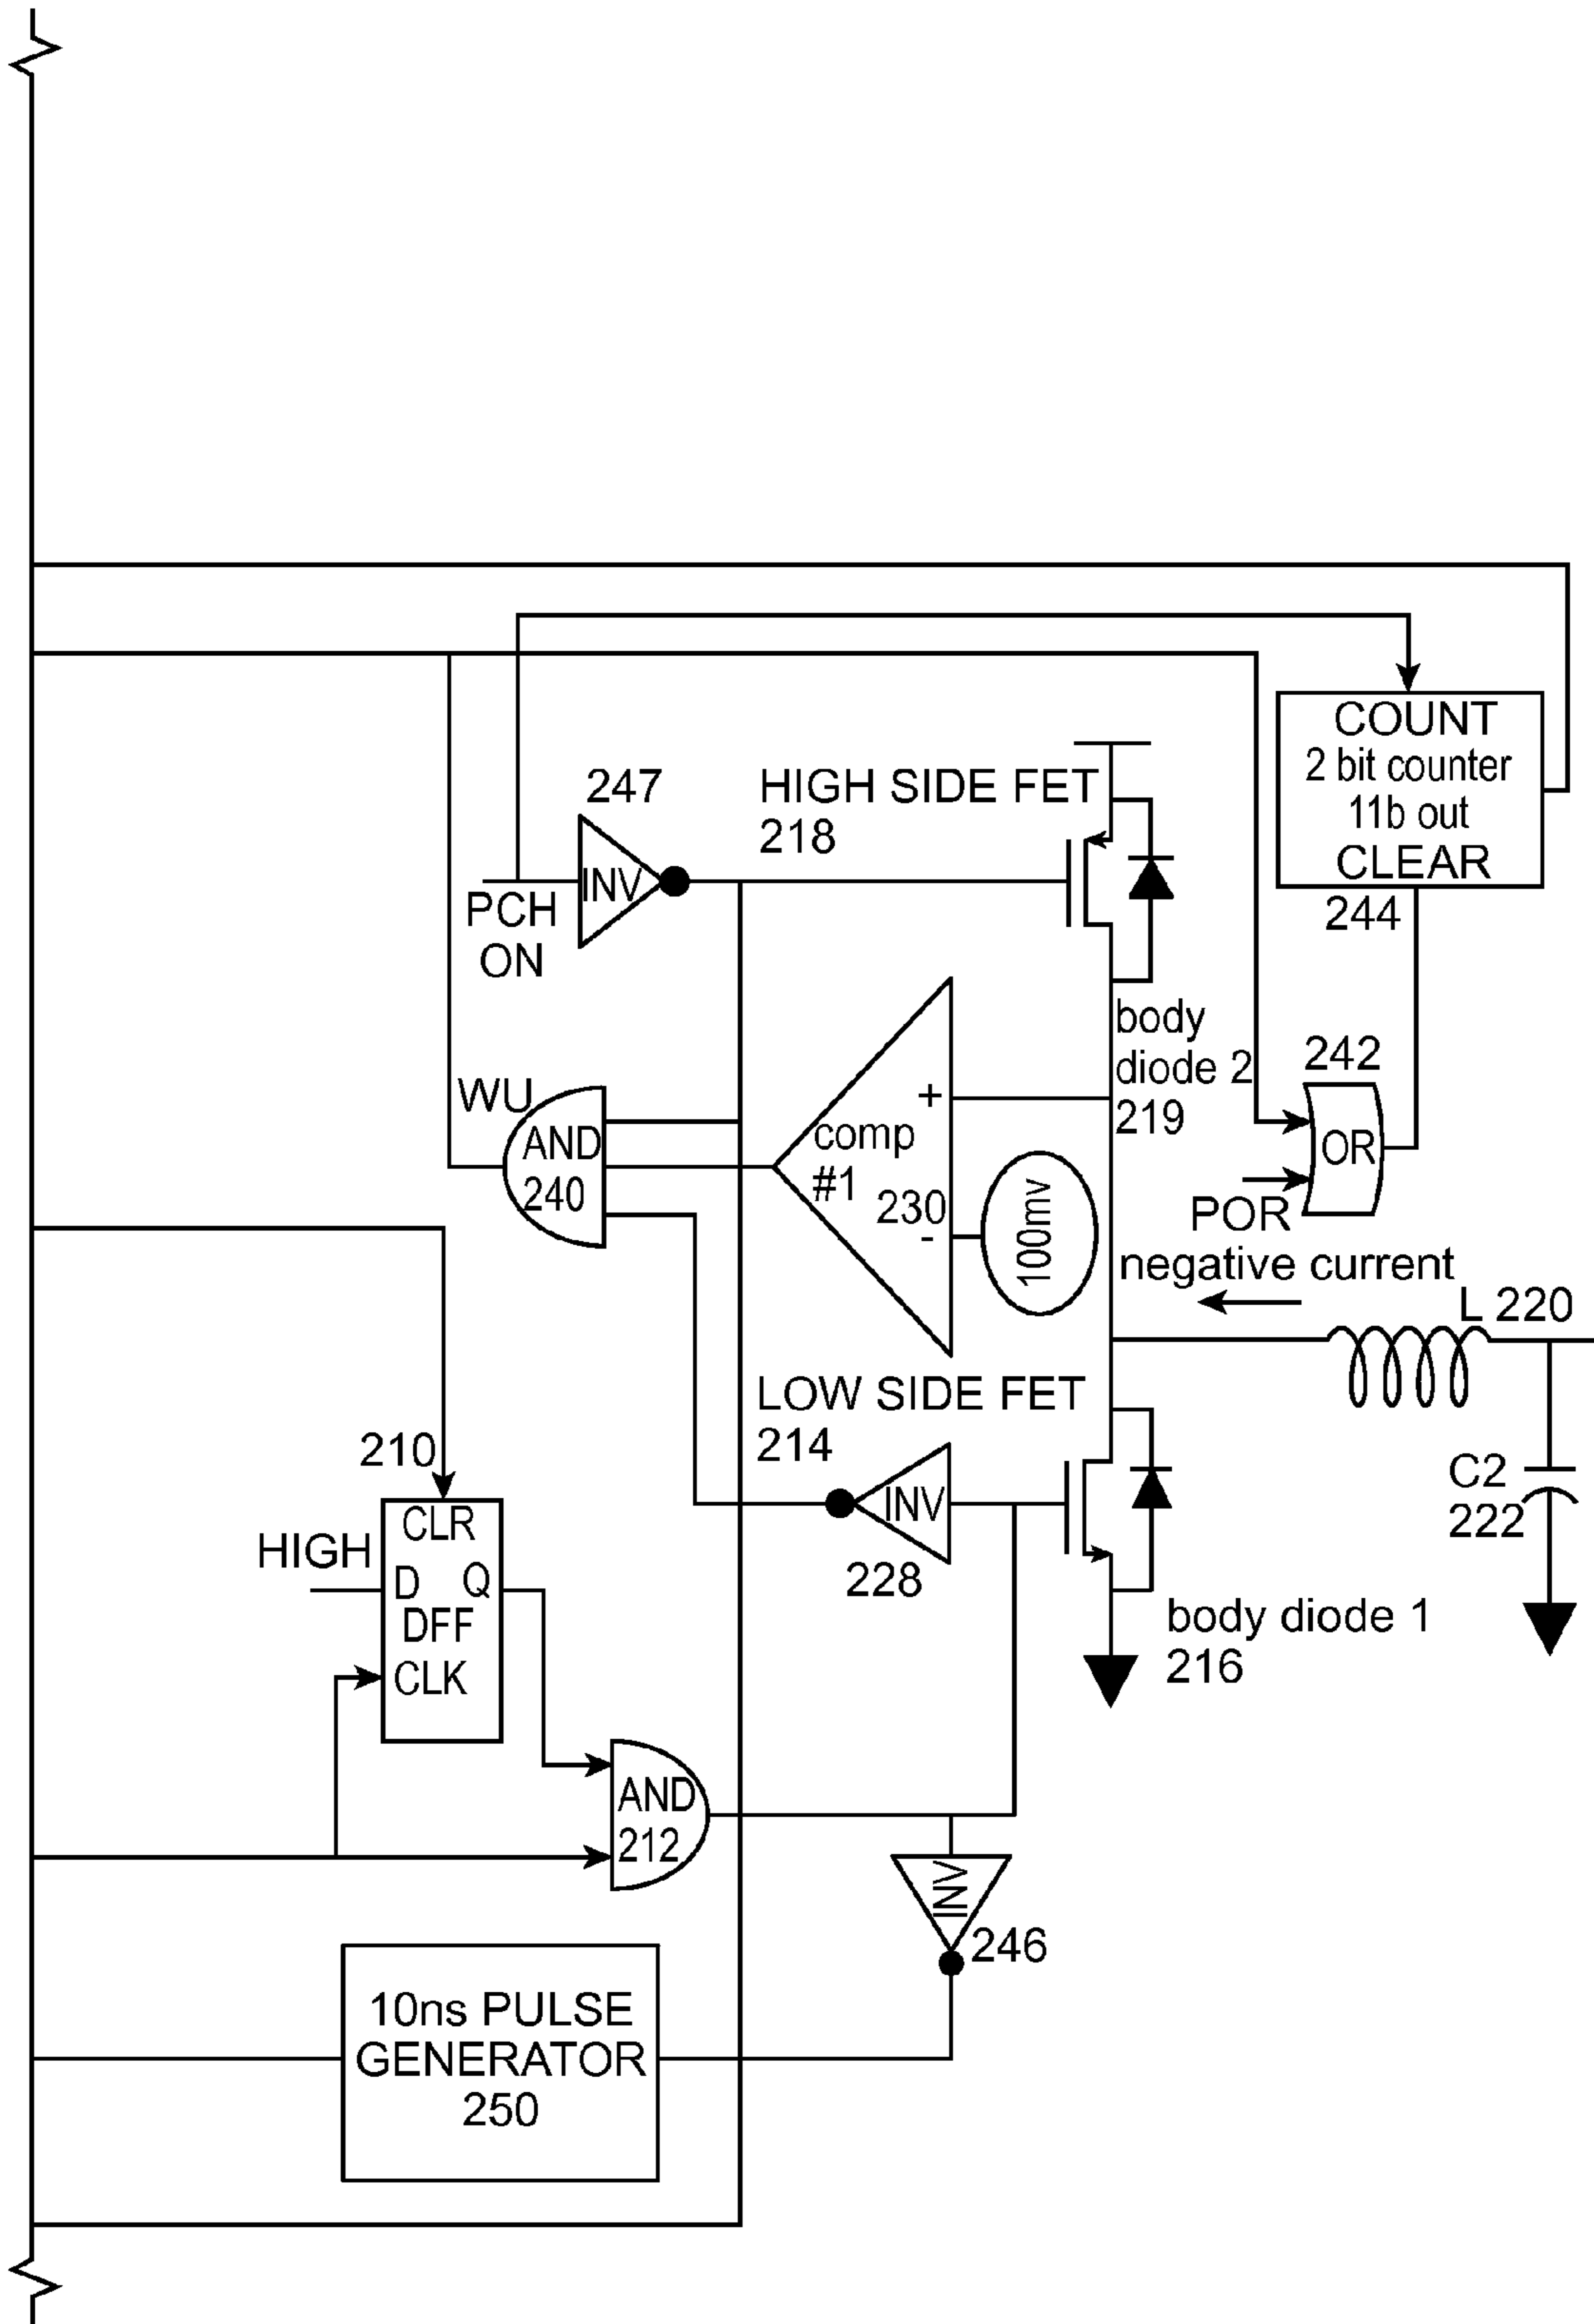 COUNT
2 bit counter
11b out
CLEAR
244
247
HIGH SIDE FET
218
INV
PCH
ON
body
diode 2
219
242
OR
POR
WU
AND
240
comp
#1
230
+
-
100mv
negative current
L 220
LOW SIDE FET
214
INV
228
C2
222
body diode 1
216
210
CLR
HIGH
D Q
DFF
CLK
AND
212
INV
246
10ns PULSE
GENERATOR
250